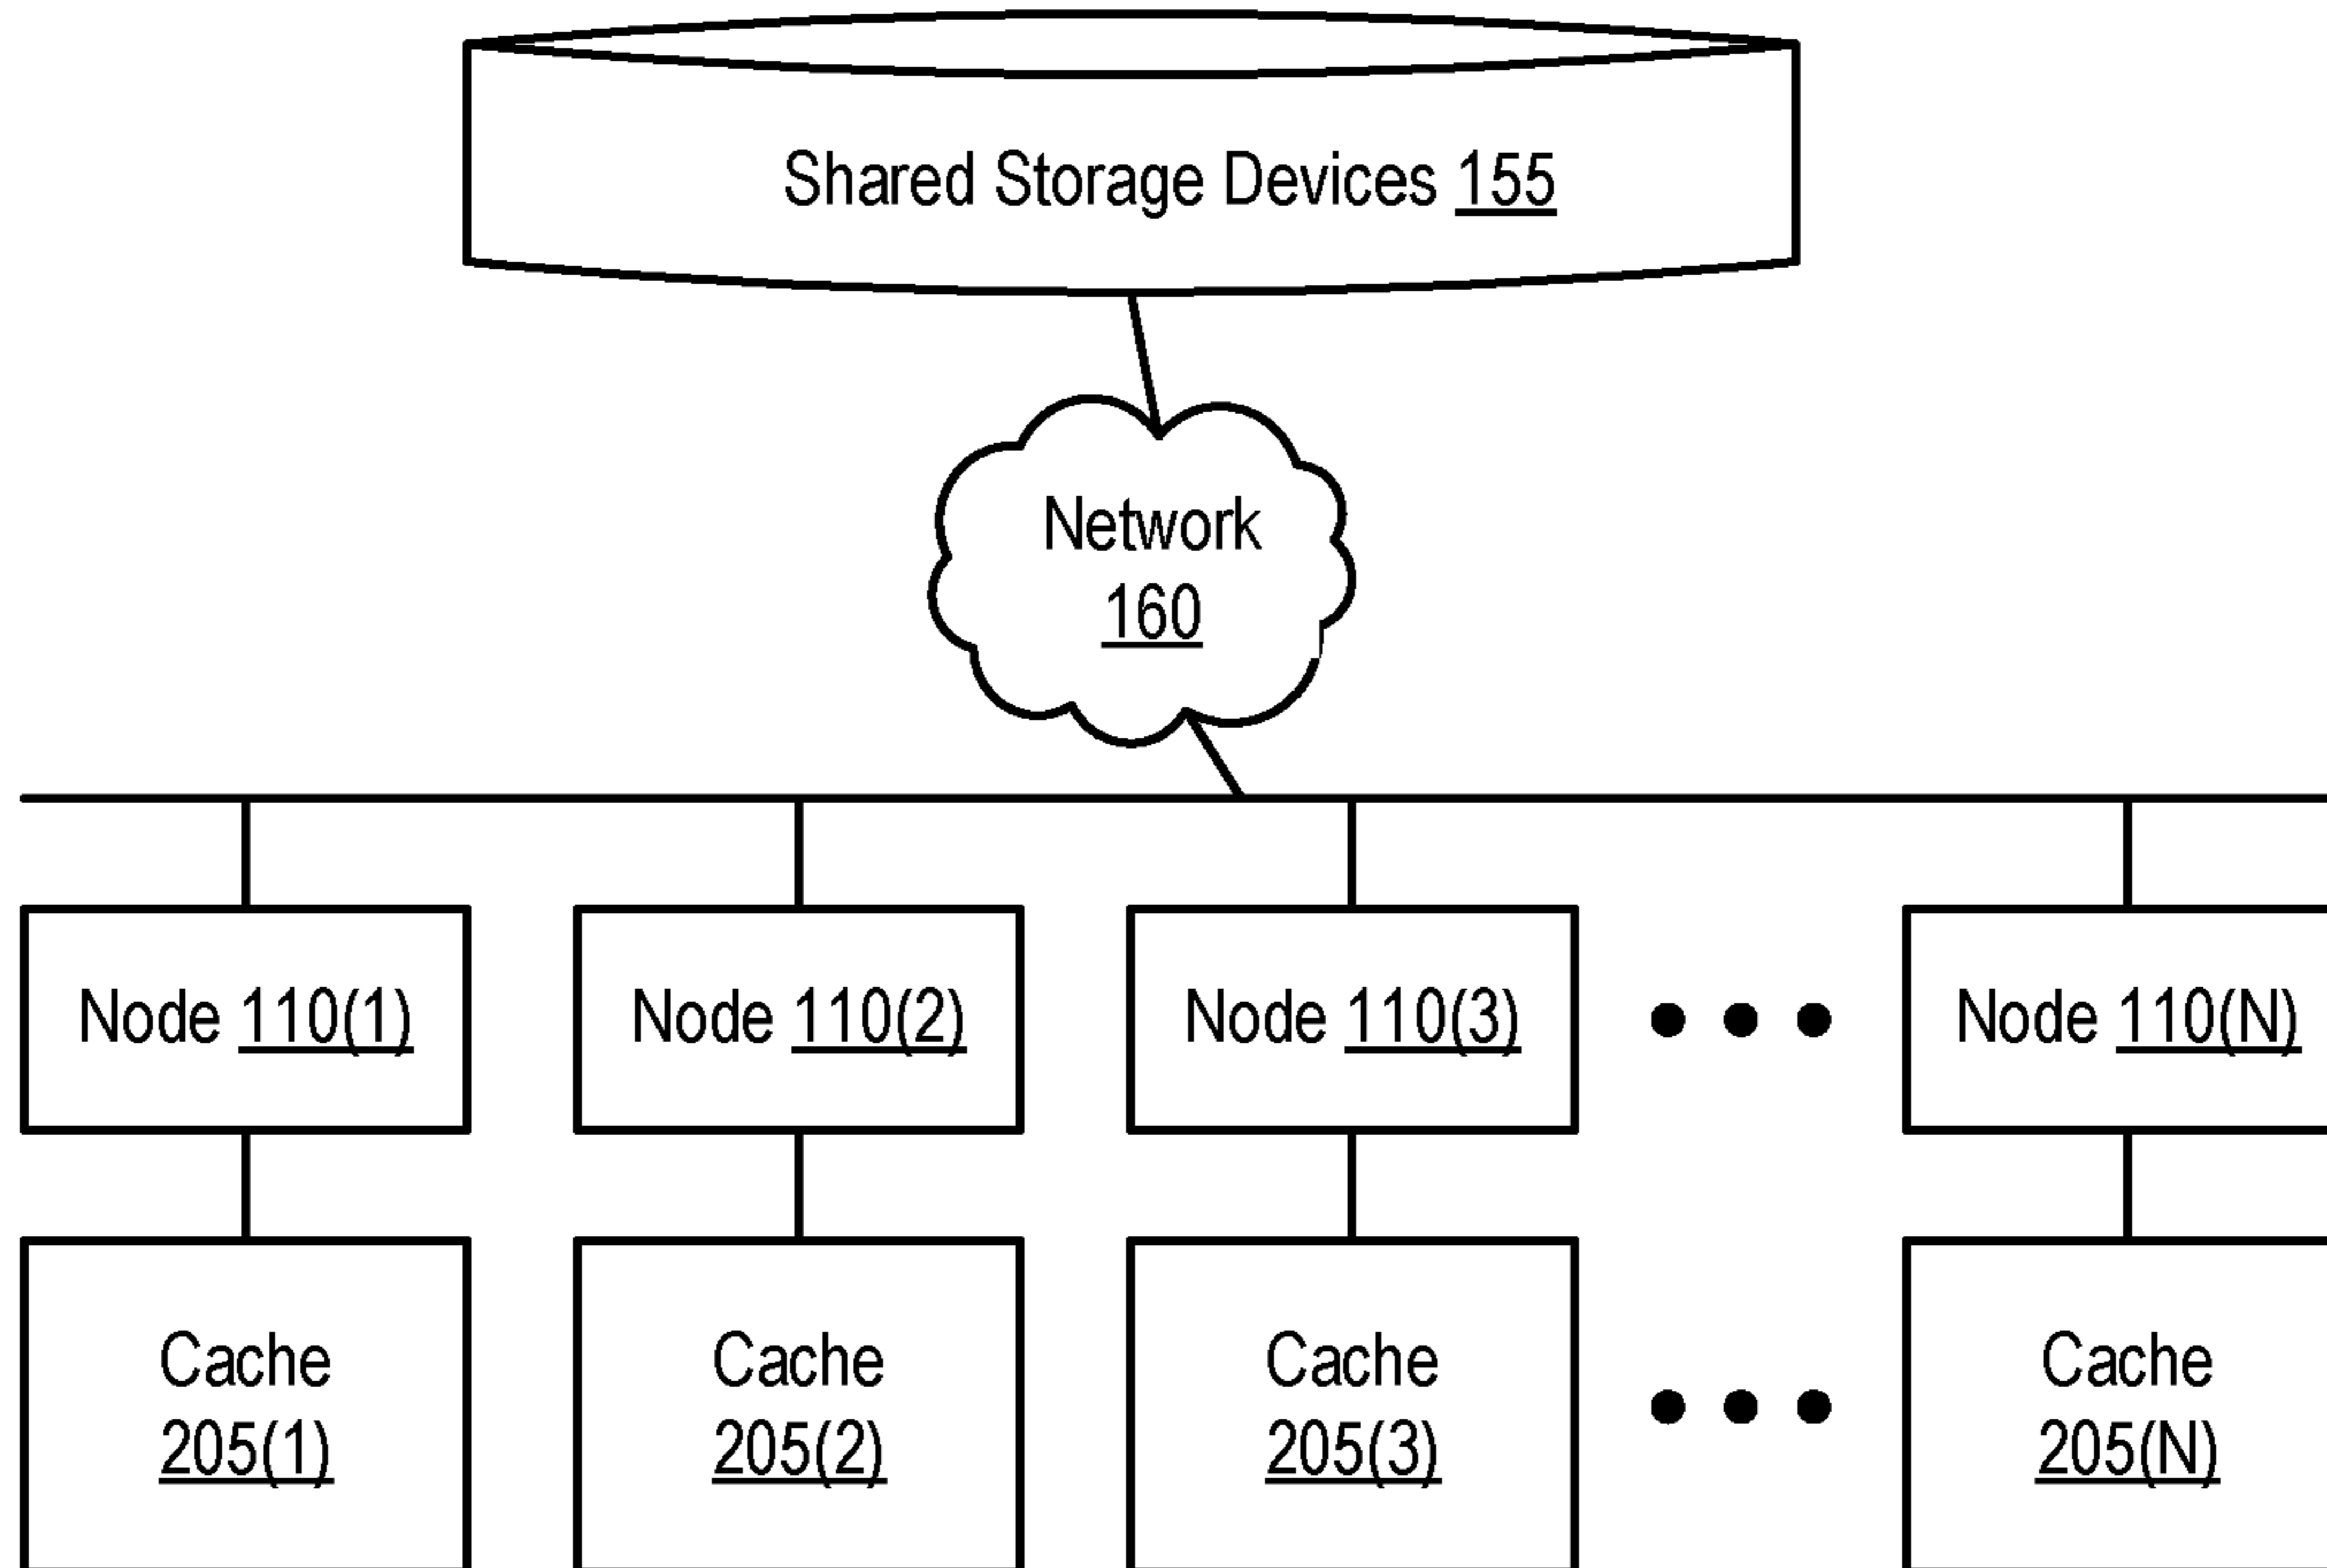 Shared Storage Devices 155
Network
160
Node 110(1)
Node 110(2)
Node 110(3)
Node 110(N)
Cache
205(1)
Cache
205(2)
Cache
205(3)
Cache
205(N)